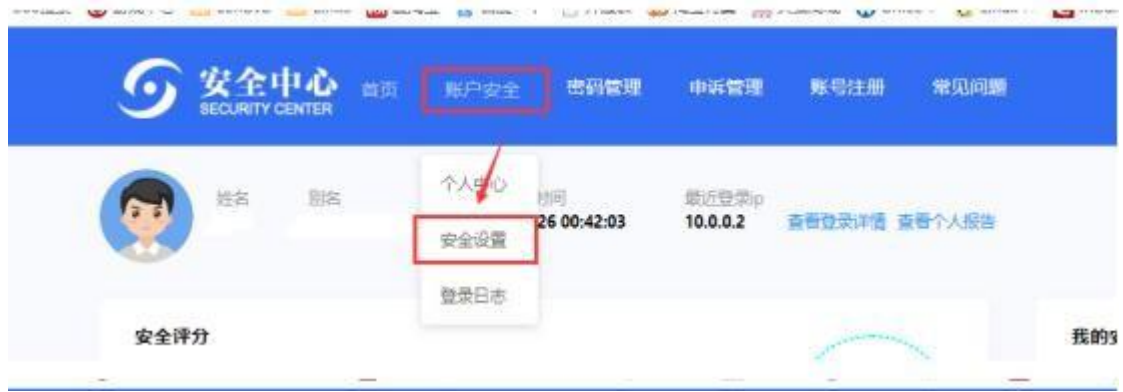 安全中心
SECURITY CENTER
首页 账户安全 密码管理 申诉管理 账号注册 常见问题
姓名 别名 时间 最近登录ip
26 00:42:03 10.0.0.2 查看登录详情 查看个人报告
个人中心
安全设置
登录日志
安全评分
我的安